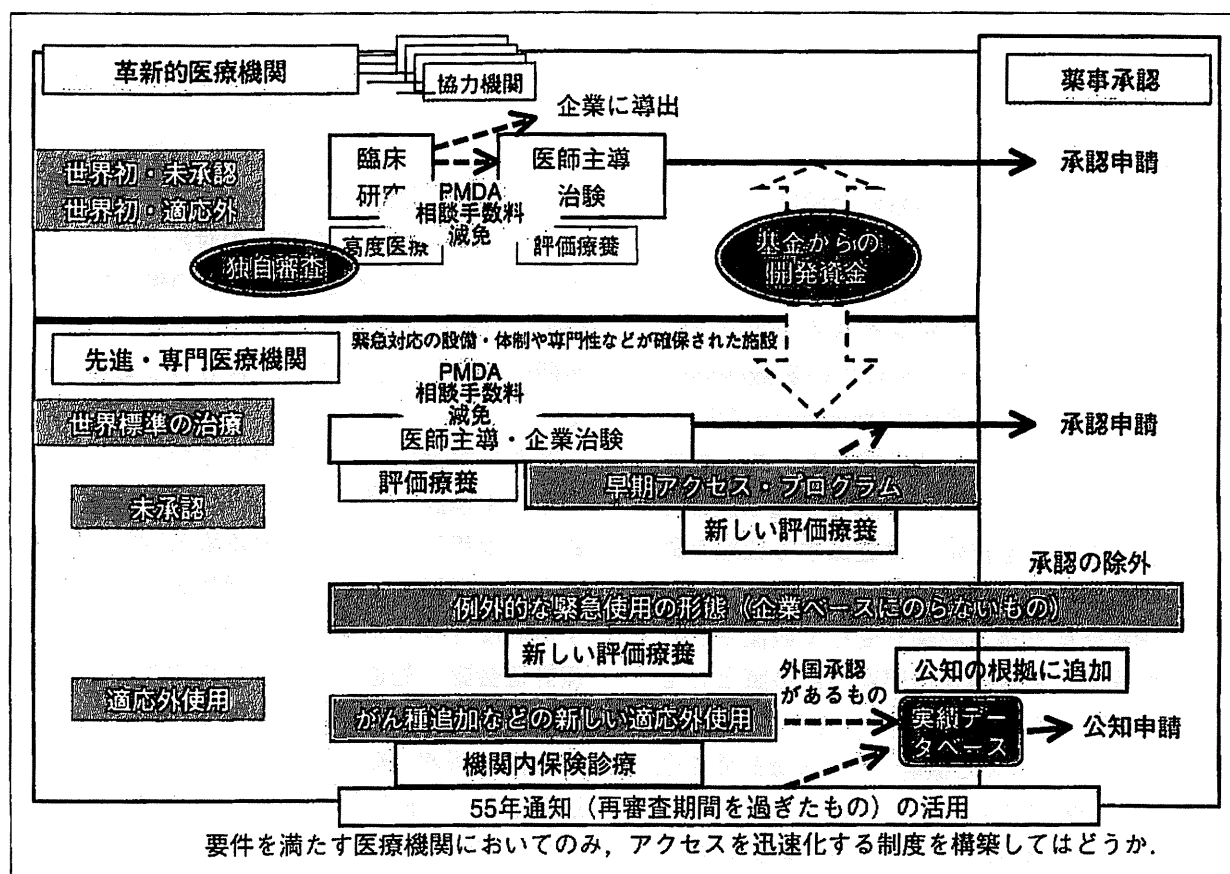 革新的医療機関
協力機関
薬事承認
企業に導出
世界初・未承認
世界初・適応外
臨床
研究
医師主導
治験
承認申請
PMDA
相談手数料
減免
高度医療
評価療養
独自審査
基金からの
開発資金
先進・専門医療機関
緊急対応の設備・体制や専門性などが確保された施設
PMDA
相談手数料
減免
世界標準の治療
医師主導・企業治験
承認申請
評価療養
早期アクセス・プログラム
未承認
新しい評価療養
承認の除外
例外的な緊急使用の形態（企業ベースにのらないもの）
新しい評価療養
外国承認
があるもの
公知の根拠に追加
適応外使用
がん種追加などの新しい適応外使用
実績デー
タベース
公知申請
機関内保険診療
55年通知（再審査期間を過ぎたもの）の活用
要件を満たす医療機関においてのみ，アクセスを迅速化する制度を構築してはどうか．